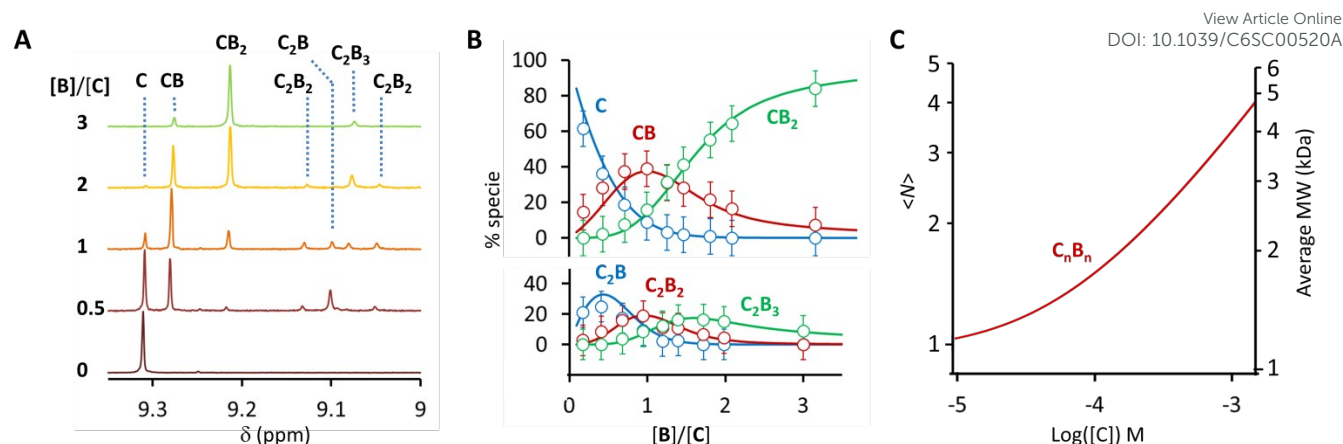 View Article Online
DOI: 10.1039/C6SC00520A
A
[B]/[C]
C
CB
CB₂
C₂B₂
C₂B
C₂B₃
C₂B₂
3
2
1
0.5
0
9.3
9.2
9.1
9
δ (ppm)
B
% specie
100
80
60
40
20
0
C
CB
CB₂
40
20
0
C₂B
C₂B₂
C₂B₃
0
1
2
3
[B]/[C]
C
<N>
5
4
3
2
1
CₙBₙ
6
5
4
3
2
1
Average MW (kDa)
-5
-4
-3
Log([C]) M